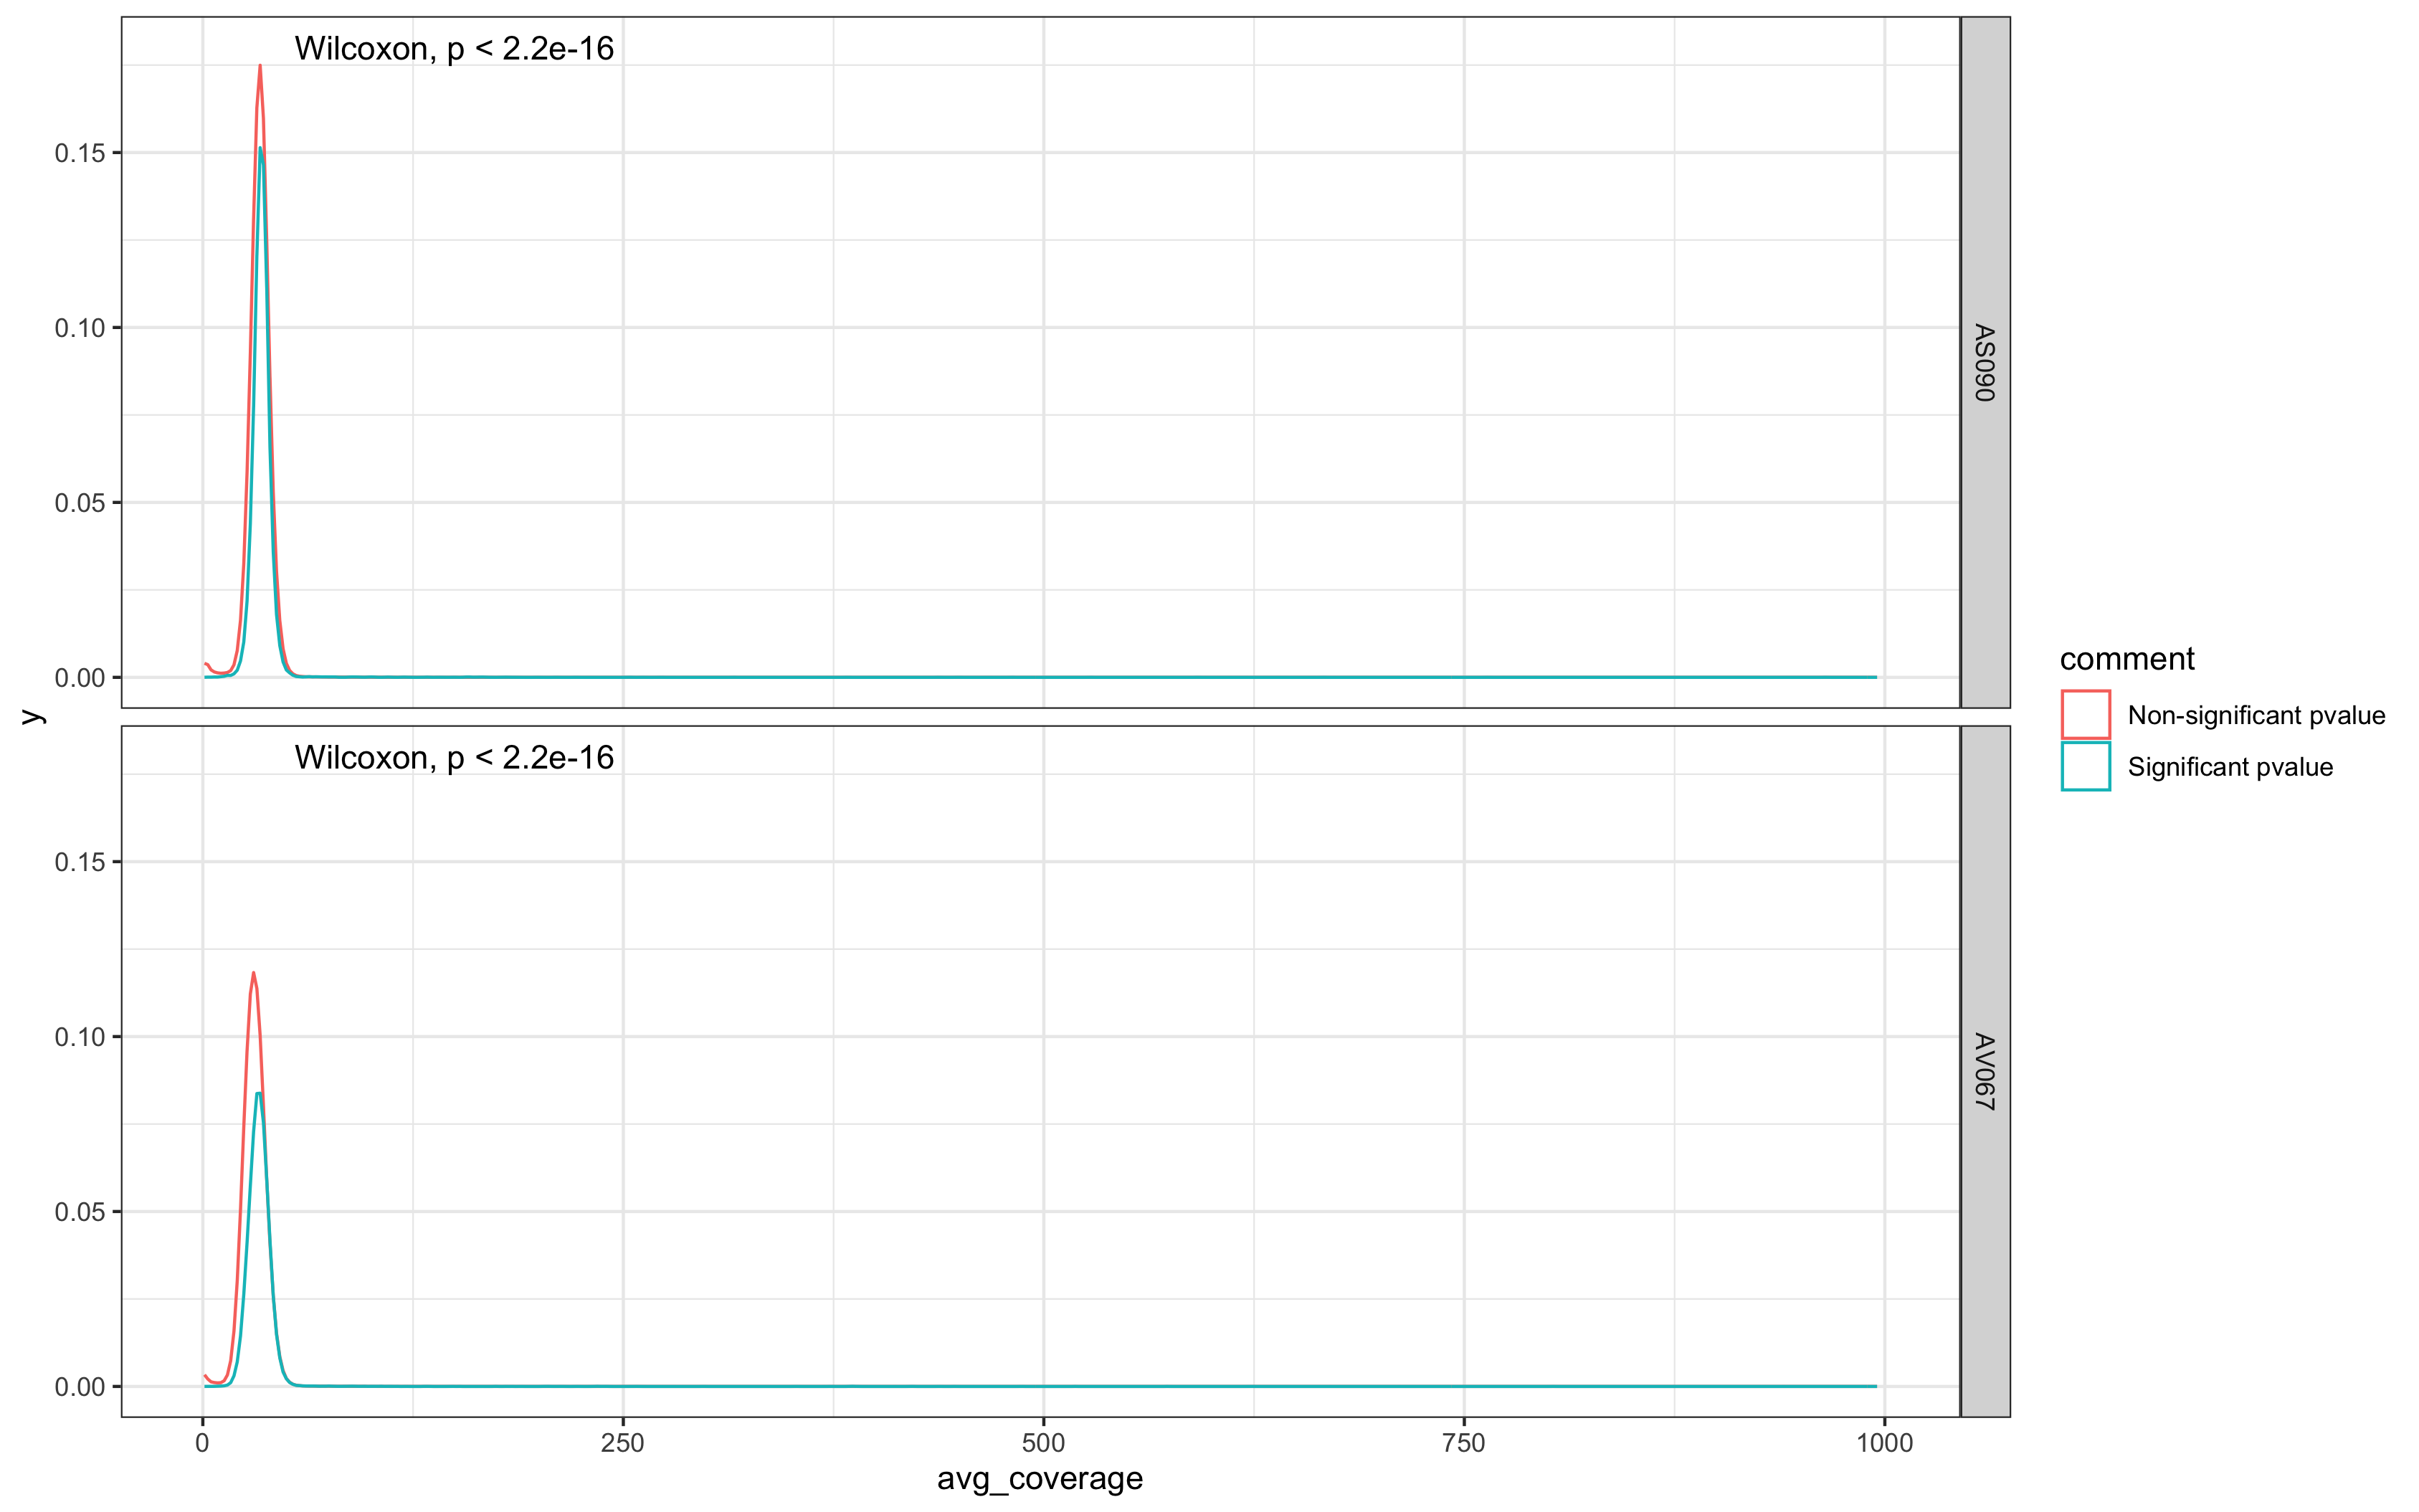 Wilcoxon, p < 2.2e-16
0.15
0.10
0.05
0.00
AS090
y
Wilcoxon, p < 2.2e-16
0.15
0.10
0.05
0.00
AV067
0 250 500 750 1000
avg_coverage
comment
Non-significant pvalue
Significant pvalue